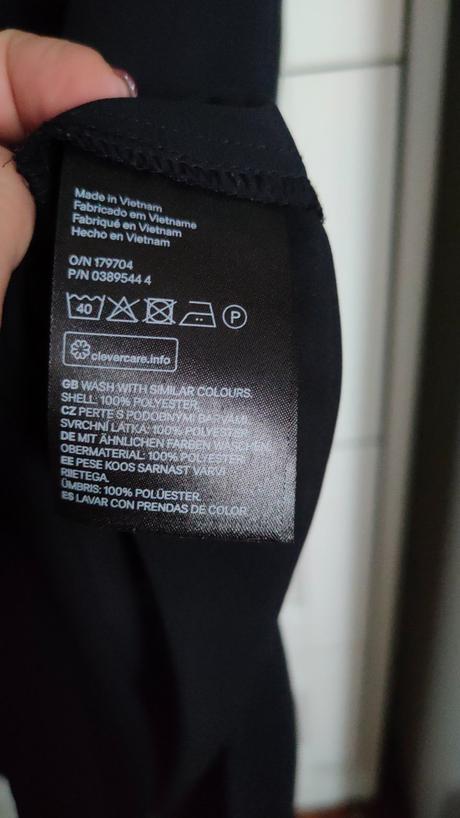 Made in Vietnam
Fabricado em Vietname
Fabriqué en Vietnam
Hecho en Vietnam
O/N 179704
P/N 0389544 4
40
P
clevercare.info
GB WASH WITH SIMILAR COLOURS.
SHELL: 100% POLYESTER
CZ PERTE S PODOBNÝMI BARVAMI.
SVRCHNÍ LÁTKA: 100% POLYESTER
DE MIT ÄHNLICHEN FARBEN WASCHEN.
OBERMATERIAL: 100% POLYESTER
EE PESE KOOS SARNAST VÄRVI
RIIETEGA.
ÜMBRIS: 100% POLÜESTER.
ES LAVAR CON PRENDAS DE COLOR